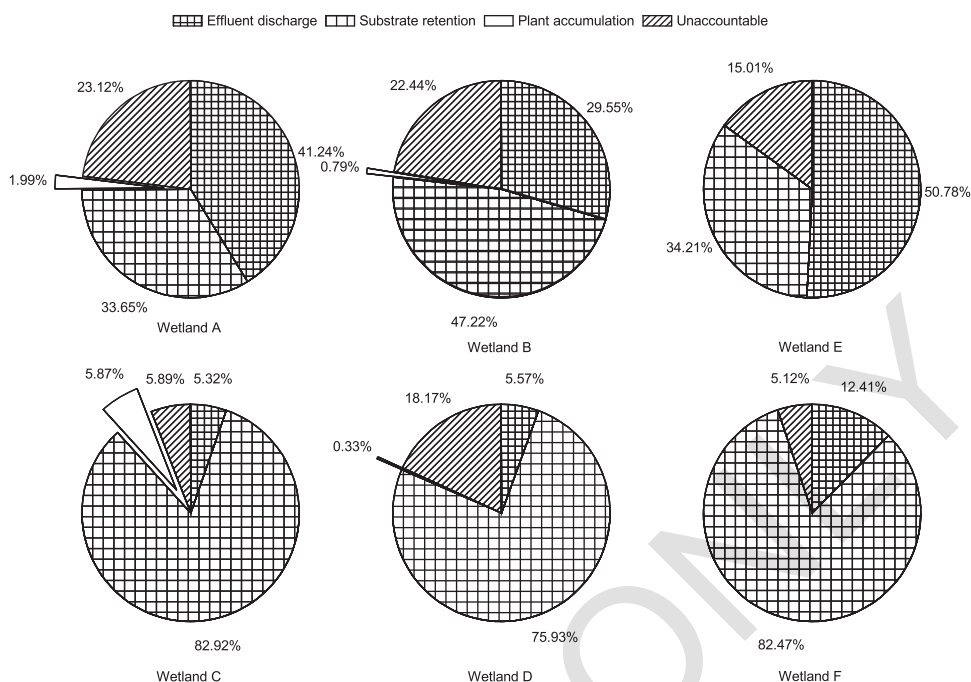 Effluent discharge Substrate retention Plant accumulation Unaccountable
23.12%
41.24%
1.99%
33.65%
Wetland A
22.44%
29.55%
0.79%
47.22%
Wetland B
15.01%
50.78%
34.21%
Wetland E
5.87%
5.89%
5.32%
82.92%
Wetland C
5.57%
18.17%
0.33%
75.93%
Wetland D
5.12%
12.41%
82.47%
Wetland F
ONLY